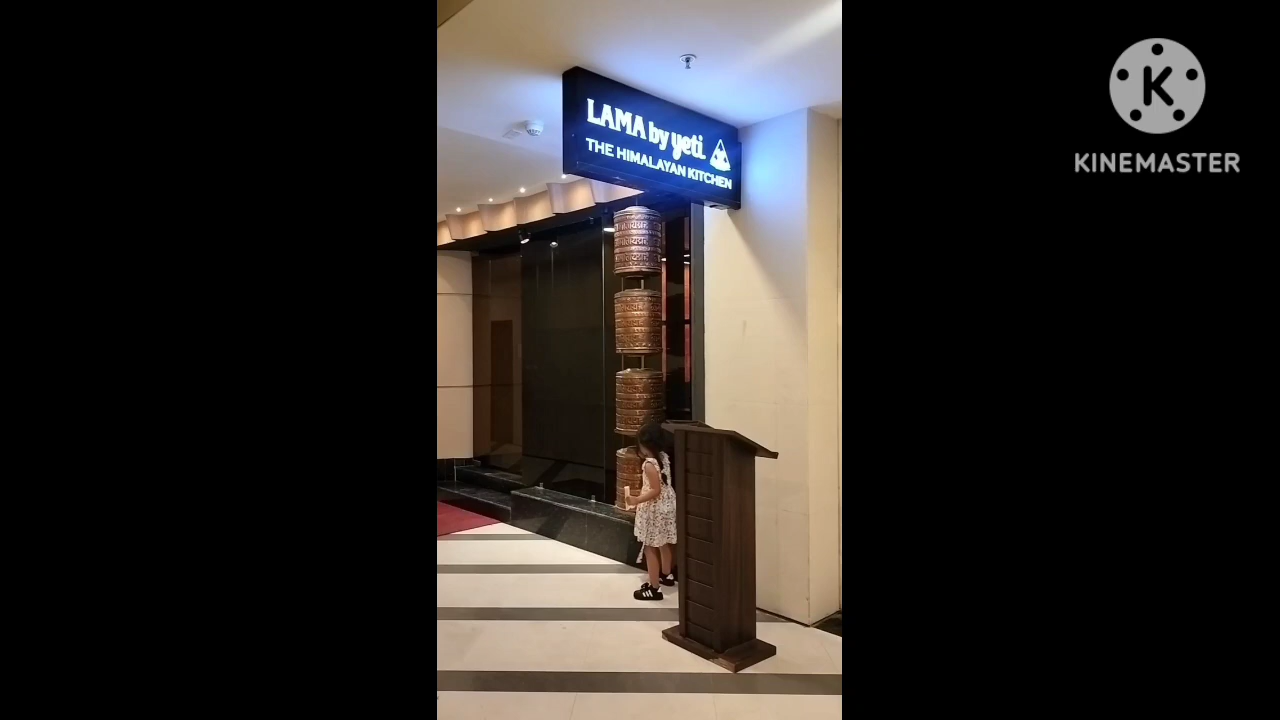 LAMA by yeti
THE HIMALAYAN KITCHEN
K
KINEMASTER